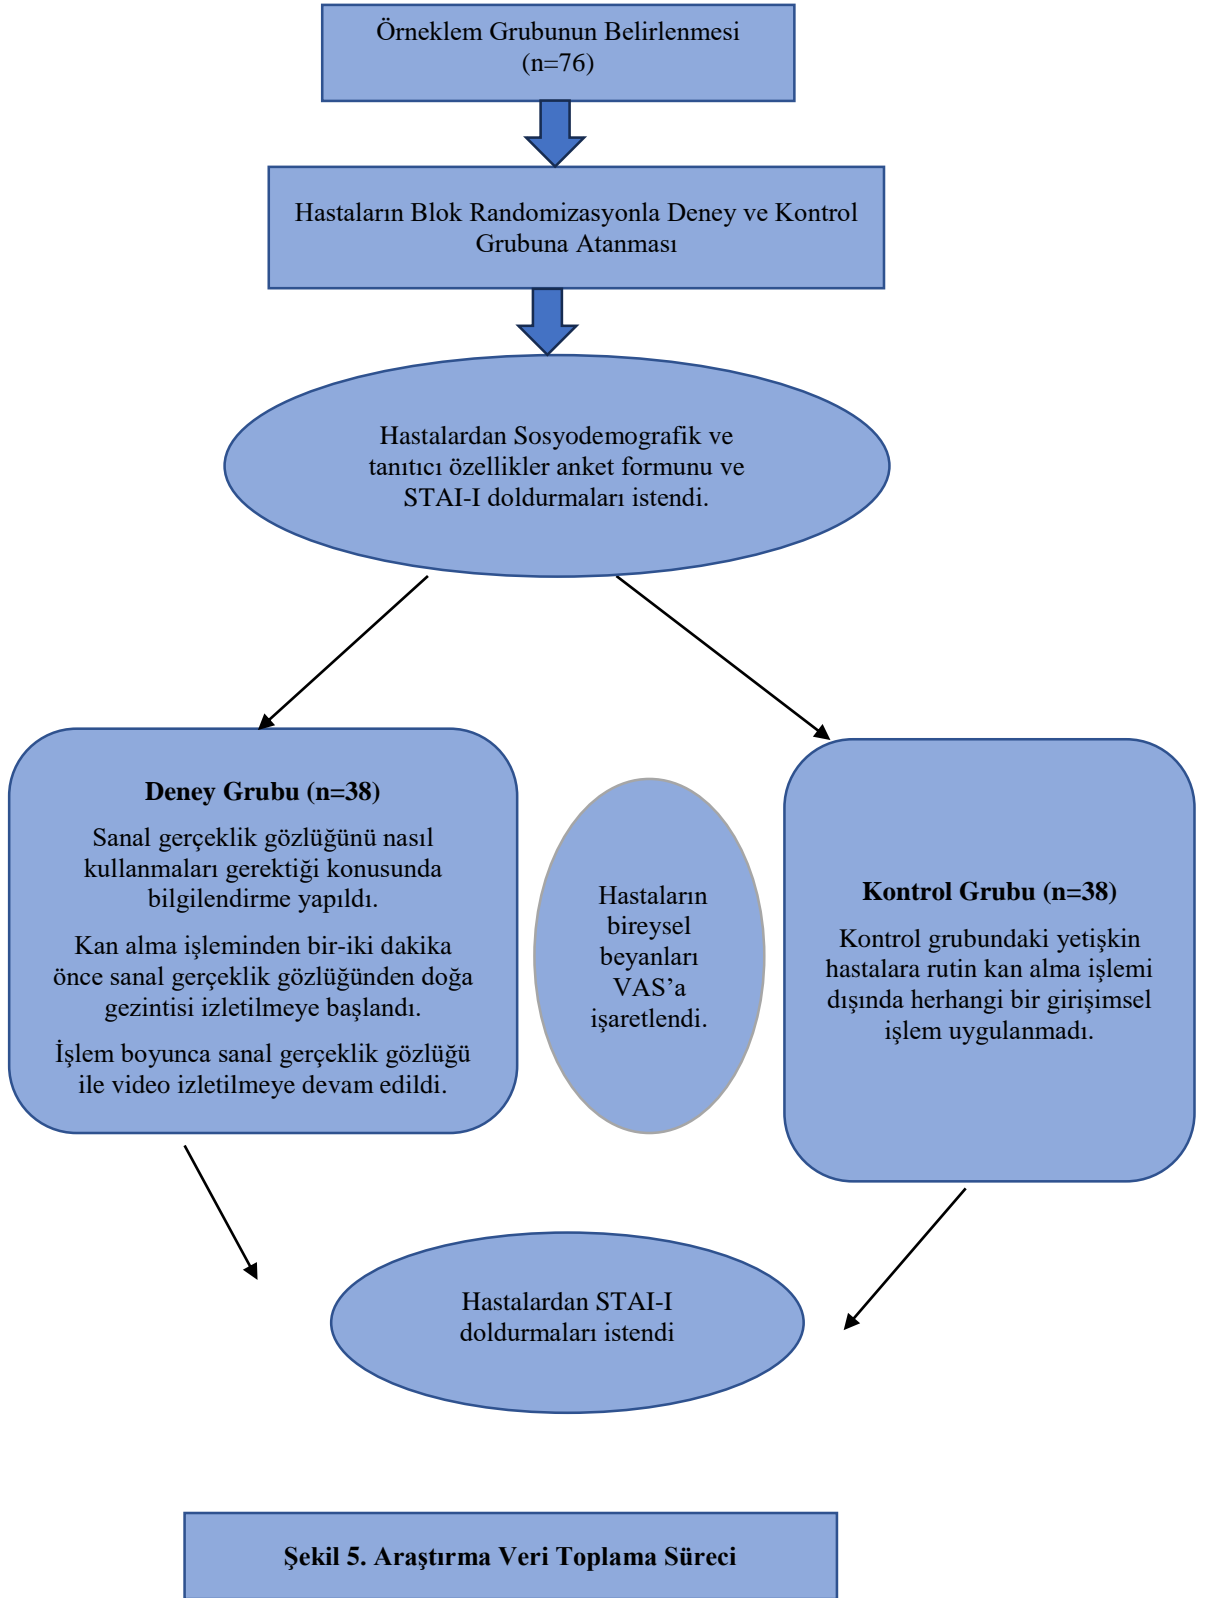 Örneklem Grubunun Belirlenmesi
(n=76)
Hastaların Blok Randomizasyonla Deney ve Kontrol
Grubuna Atanması
Hastalardan Sosyodemografik ve
tanıtıcı özellikler anket formunu ve
STAI-I doldurmaları istendi.
Deney Grubu (n=38)
Sanal gerçeklik gözlüğünü nasıl
kullanmaları gerektiği konusunda
bilgilendirme yapıldı.
Kan alma işleminden bir-iki dakika
önce sanal gerçeklik gözlüğünden doğa
gezintisi izletilmeye başlandı.
İşlem boyunca sanal gerçeklik gözlüğü
ile video izletilmeye devam edildi.
Hastaların
bireysel
beyanları
VAS’a
işaretlendi.
Kontrol Grubu (n=38)
Kontrol grubundaki yetişkin
hastalara rutin kan alma işlemi
dışında herhangi bir girişimsel
işlem uygulanmadı.
Hastalardan STAI-I
doldurmaları istendi
Şekil 5. Araştırma Veri Toplama Süreci